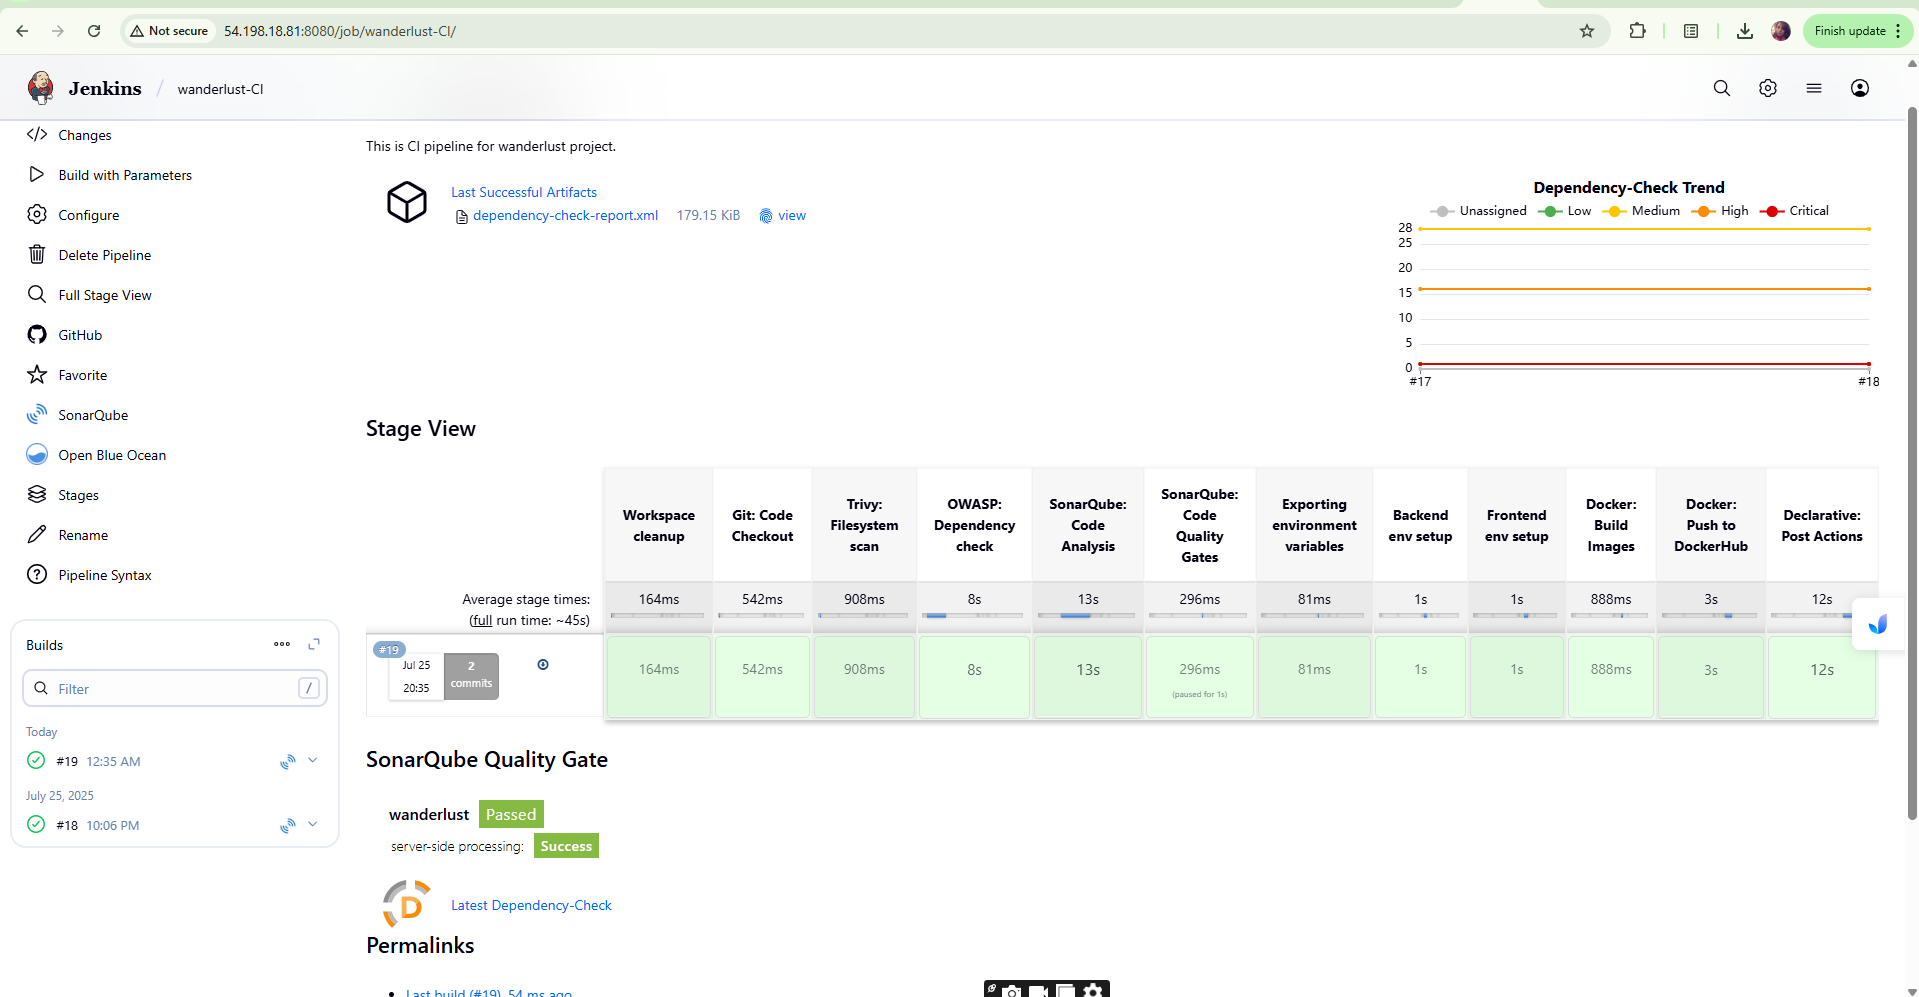 Not secure
54.198.18.81:8080/job/wanderlust-CI/
Finish update
Jenkins / wanderlust-CI
Changes
Build with Parameters
Configure
Delete Pipeline
Full Stage View
GitHub
Favorite
SonarQube
Open Blue Ocean
Stages
Rename
Pipeline Syntax
Builds
Filter
/
Today
#19 12:35 AM
July 25, 2025
#18 10:06 PM
This is CI pipeline for wanderlust project.
Last Successful Artifacts
dependency-check-report.xml 179.15 KiB view
Dependency-Check Trend
Unassigned Low Medium High Critical
28
25
20
15
10
5
0
#17 #18
Stage View
Workspace cleanup
Git: Code Checkout
Trivy: Filesystem scan
OWASP: Dependency check
SonarQube: Code Analysis
SonarQube: Code Quality Gates
Exporting environment variables
Backend env setup
Frontend env setup
Docker: Build Images
Docker: Push to DockerHub
Declarative: Post Actions
Average stage times:
(full run time: ~45s)
164ms 542ms 908ms 8s 13s 296ms 81ms 1s 1s 888ms 3s 12s
#19
Jul 25
20:35
2
commits
164ms 542ms 908ms 8s 13s 296ms 81ms 1s 1s 888ms 3s 12s
(paused for 1s)
SonarQube Quality Gate
wanderlust Passed
server-side processing: Success
D
Latest Dependency-Check
Permalinks
Last build (#19), 54 ms ago